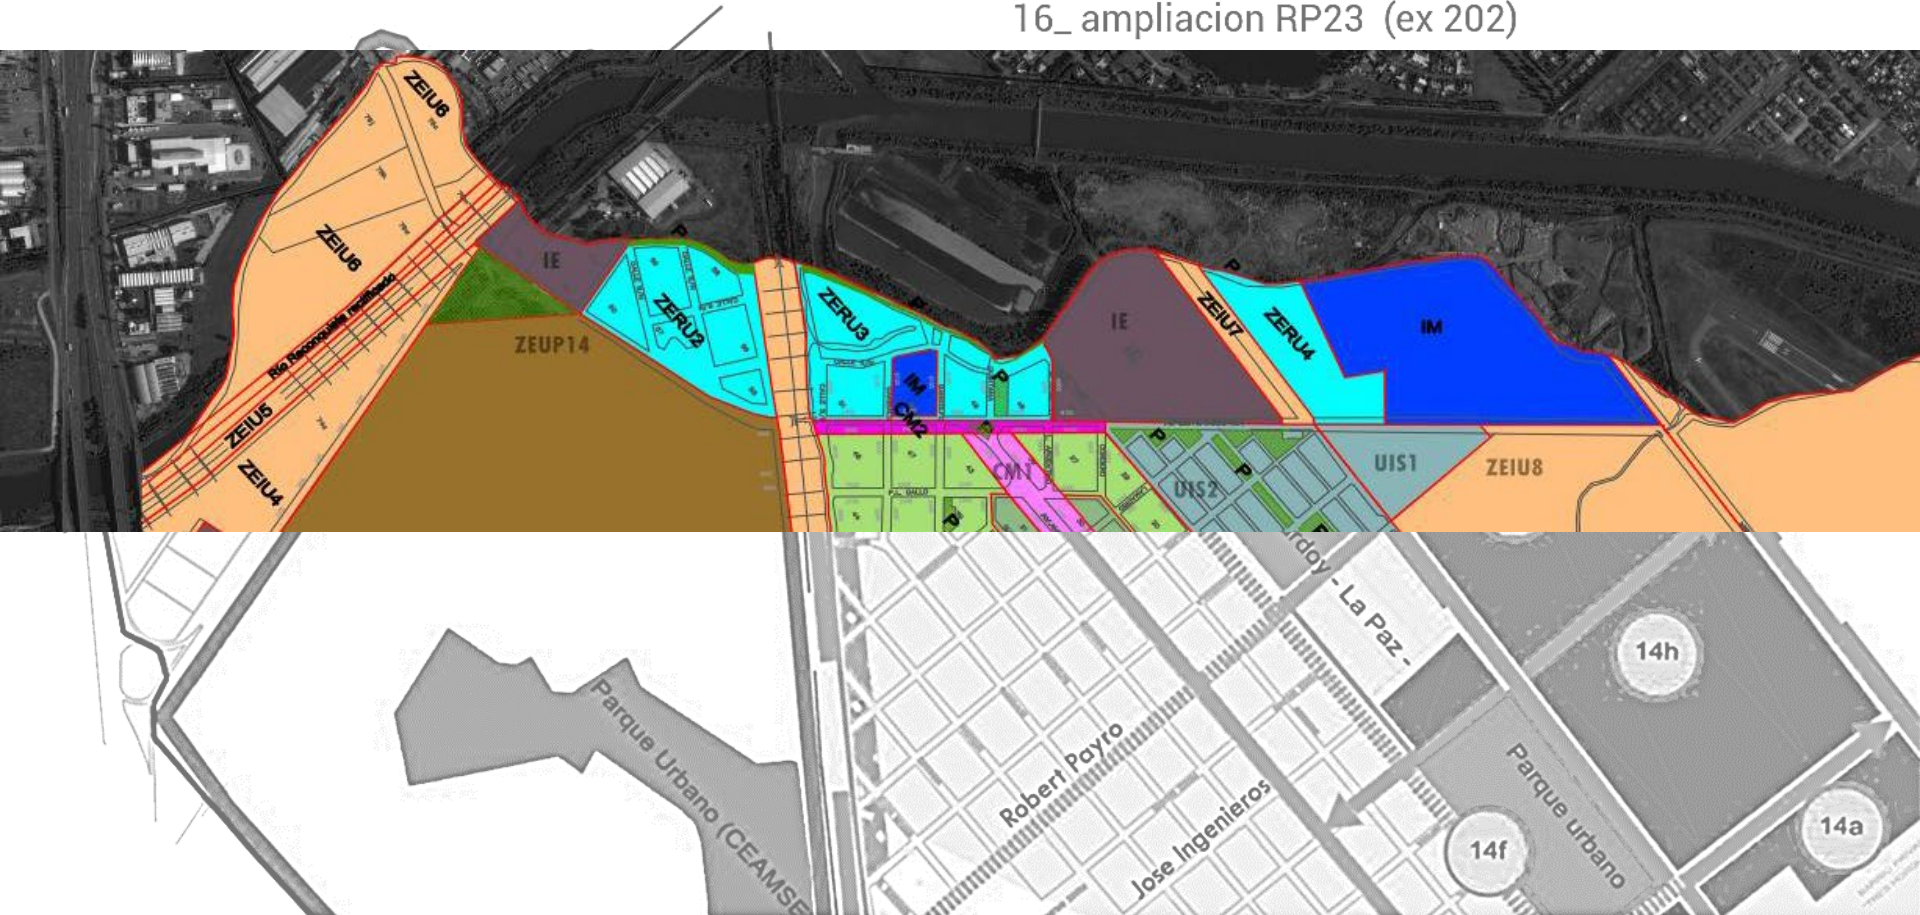 16_ ampliacion RP23 (ex 202)
ZEIU6
ZEIU6
Río Reconquista rectificado
ZEIU5
ZEIU4
IE
ZEUP14
P
ZERU2
ZERU3
P
IM
CM2
P
CM1
P.L. GALLO
P
IE
ZEIU7
P
ZERU4
IM
P
P
UIS2
UIS1
ZEIU8
rdoy - La Paz -
14h
Parque Urbano (CEAMSE
Robert Payro
Jose Ingenieros
Parque urbano
14f
14a